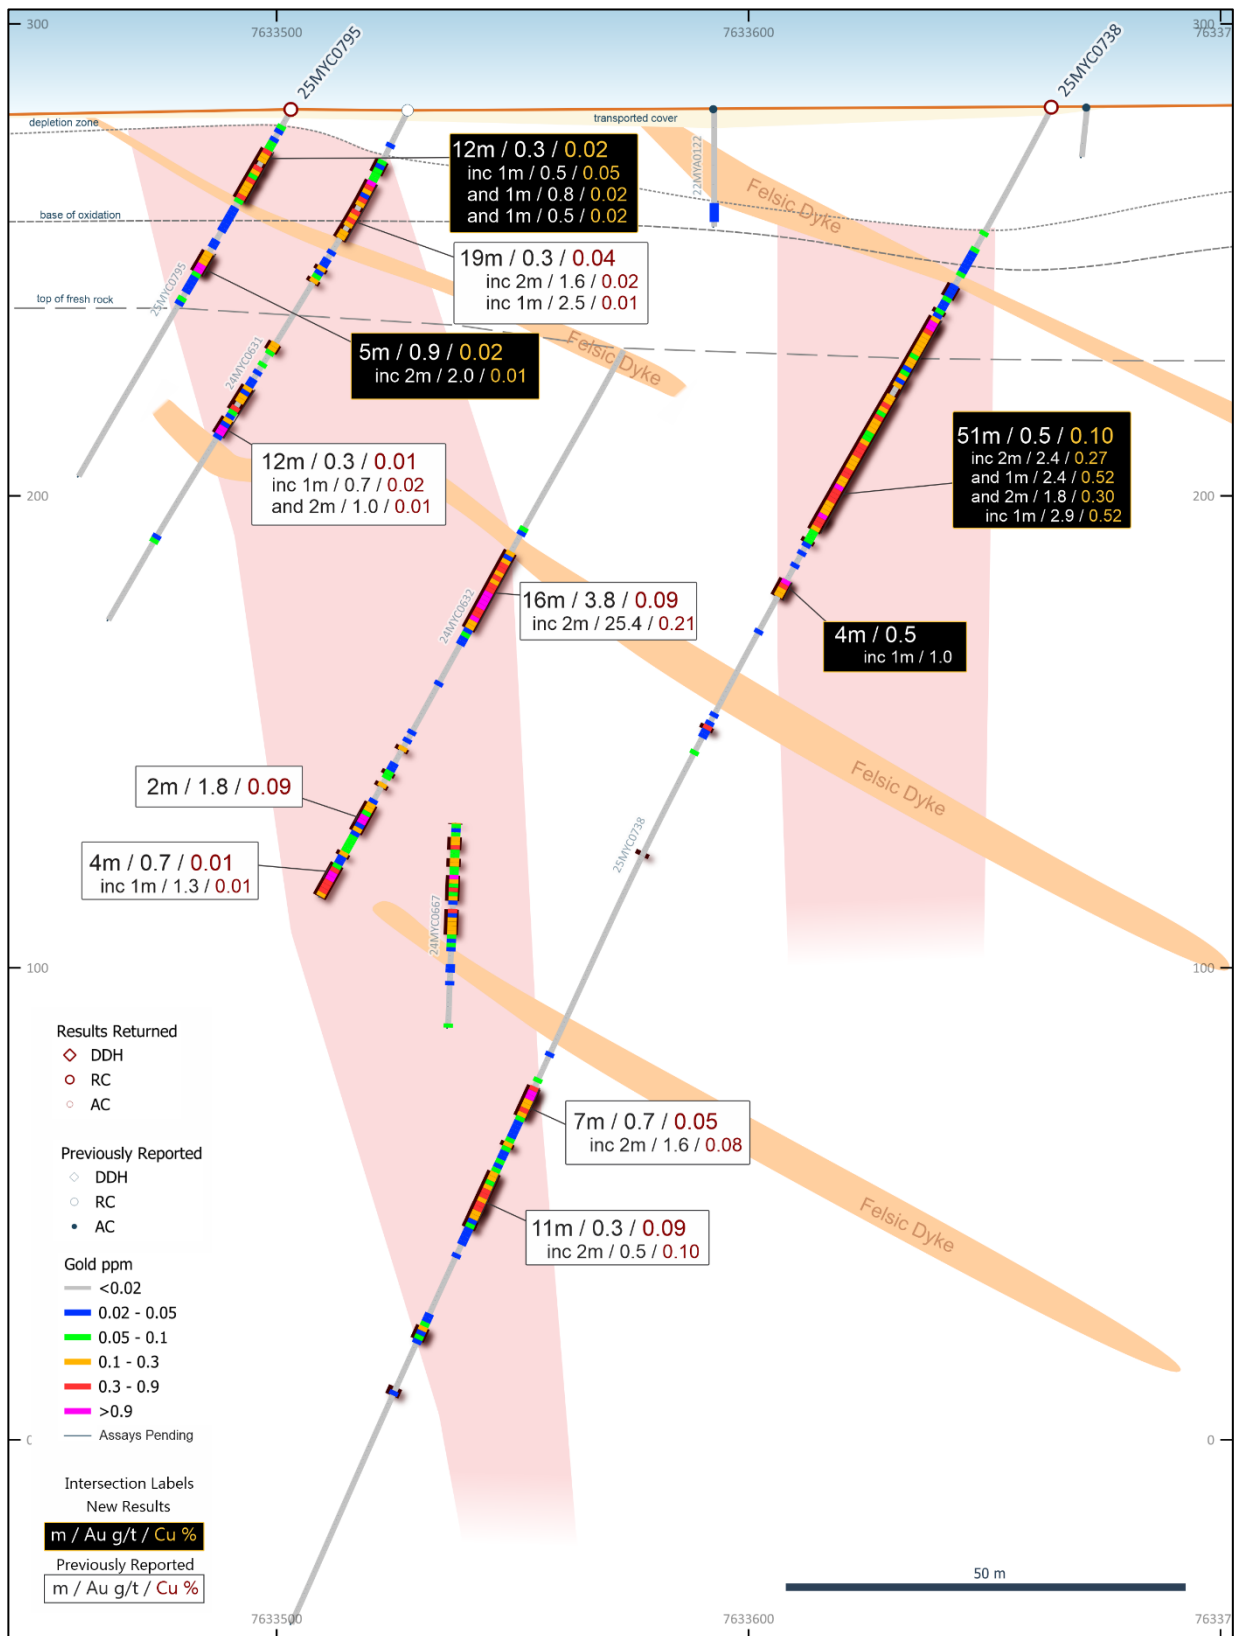 300
7633500
7633600
300
76337
25MYC0795
25MYC0738
depletion zone
transported cover
12m / 0.3 / 0.02
inc 1m / 0.5 / 0.05
and 1m / 0.8 / 0.02
and 1m / 0.5 / 0.02
22MYA0122
Felsic Dyke
base of oxidation
19m / 0.3 / 0.04
inc 2m / 1.6 / 0.02
inc 1m / 2.5 / 0.01
25MYC0795
top of fresh rock
5m / 0.9 / 0.02
inc 2m / 2.0 / 0.01
Felsic Dyke
24MYC0631
12m / 0.3 / 0.01
inc 1m / 0.7 / 0.02
and 2m / 1.0 / 0.01
51m / 0.5 / 0.10
inc 2m / 2.4 / 0.27
and 1m / 2.4 / 0.52
and 2m / 1.8 / 0.30
inc 1m / 2.9 / 0.52
200
200
24MYC0632
16m / 3.8 / 0.09
inc 2m / 25.4 / 0.21
4m / 0.5
inc 1m / 1.0
2m / 1.8 / 0.09
Felsic Dyke
4m / 0.7 / 0.01
inc 1m / 1.3 / 0.01
25MYC0738
24MYC0667
100
100
Results Returned
DDH
RC
AC
7m / 0.7 / 0.05
inc 2m / 1.6 / 0.08
Previously Reported
DDH
RC
AC
11m / 0.3 / 0.09
inc 2m / 0.5 / 0.10
Felsic Dyke
Gold ppm
<0.02
0.02 - 0.05
0.05 - 0.1
0.1 - 0.3
0.3 - 0.9
>0.9
Assays Pending
0
Intersection Labels
New Results
m / Au g/t / Cu %
Previously Reported
m / Au g/t / Cu %
50 m
7633500
7633600
76337